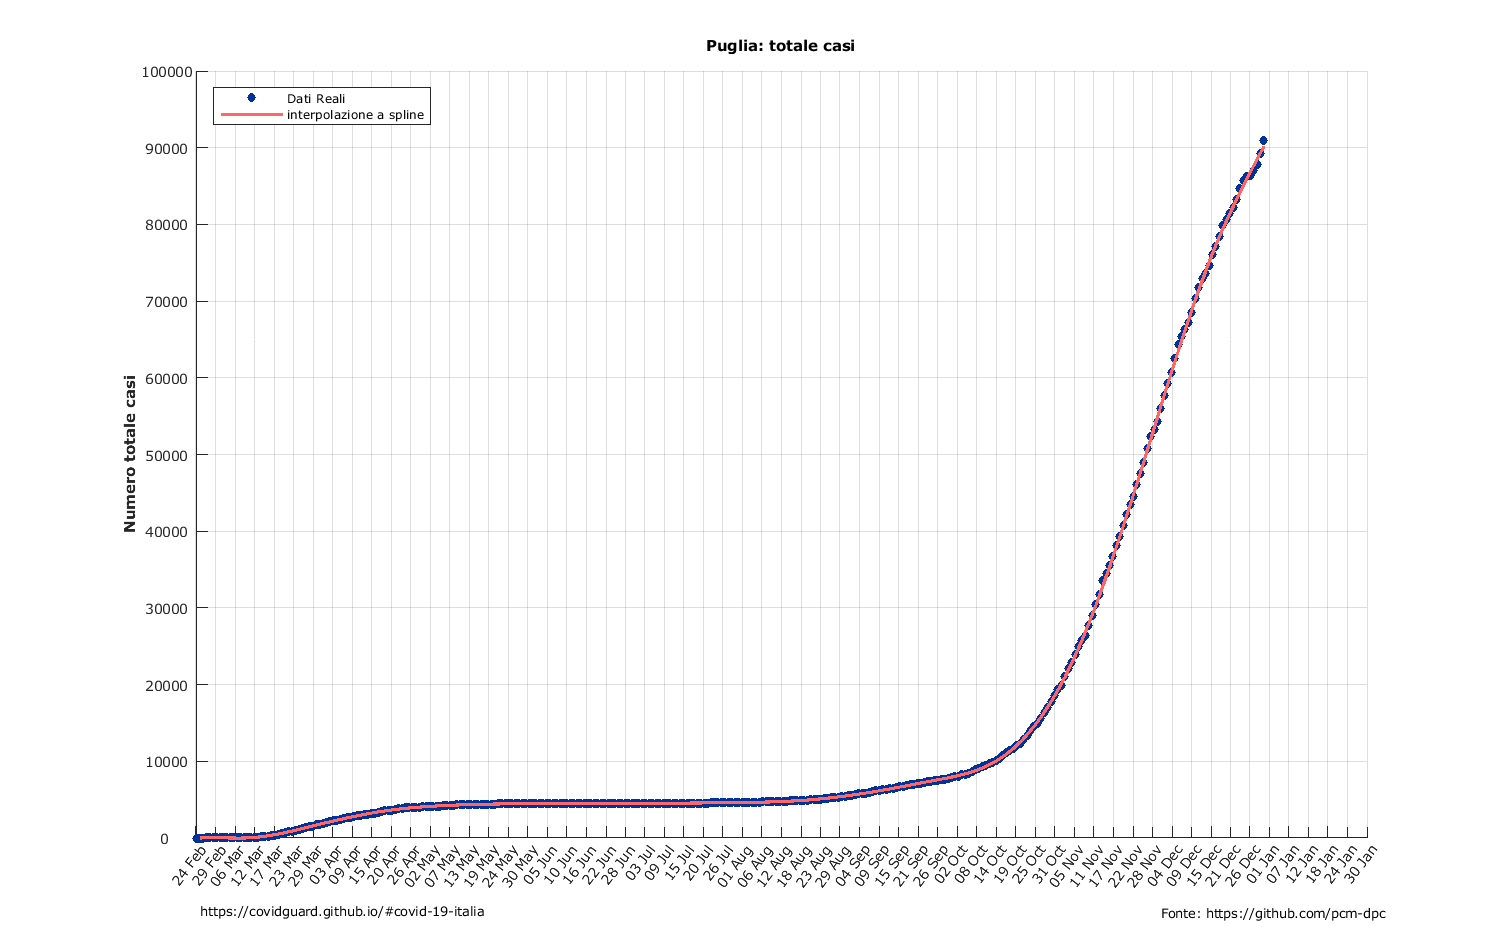 Puglia: totale casi
100000
90000
80000
70000
60000
50000
40000
30000
20000
10000
0
Dati Reali
interpolazione a spline
Numero totale casi
24 Feb
29 Feb
06 Mar
12 Mar
17 Mar
23 Mar
29 Mar
03 Apr
09 Apr
15 Apr
20 Apr
26 Apr
02 May
07 May
13 May
19 May
24 May
30 May
05 Jun
10 Jun
16 Jun
22 Jun
28 Jun
03 Jul
09 Jul
15 Jul
20 Jul
26 Jul
01 Aug
06 Aug
12 Aug
18 Aug
23 Aug
29 Aug
04 Sep
09 Sep
15 Sep
21 Sep
26 Sep
02 Oct
08 Oct
14 Oct
19 Oct
25 Oct
31 Oct
05 Nov
11 Nov
17 Nov
22 Nov
28 Nov
04 Dec
09 Dec
15 Dec
21 Dec
26 Dec
01 Jan
07 Jan
12 Jan
18 Jan
24 Jan
30 Jan
https://covidguard.github.io/#covid-19-italia
Fonte: https://github.com/pcm-dpc